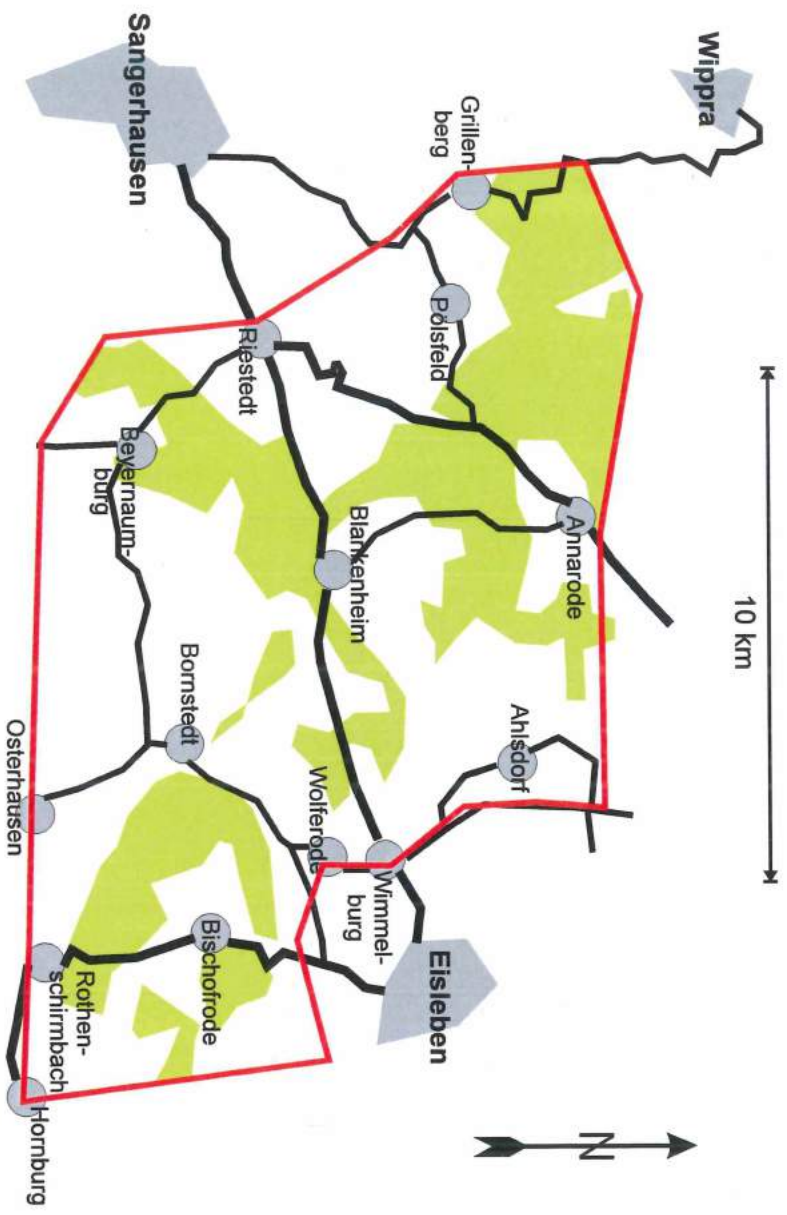 10 km
Wippra
N
Annarode
Ahlsdorf
Grillen-
berg
Pölsfeld
Eisleben
Wimmel-
burg
Blankenheim
Wolferode
Riestedt
Bischofrode
Bornstedt
Sangerhausen
Beyernaum-
burg
Rothen-
schirmbach
Hornburg
Osterhausen